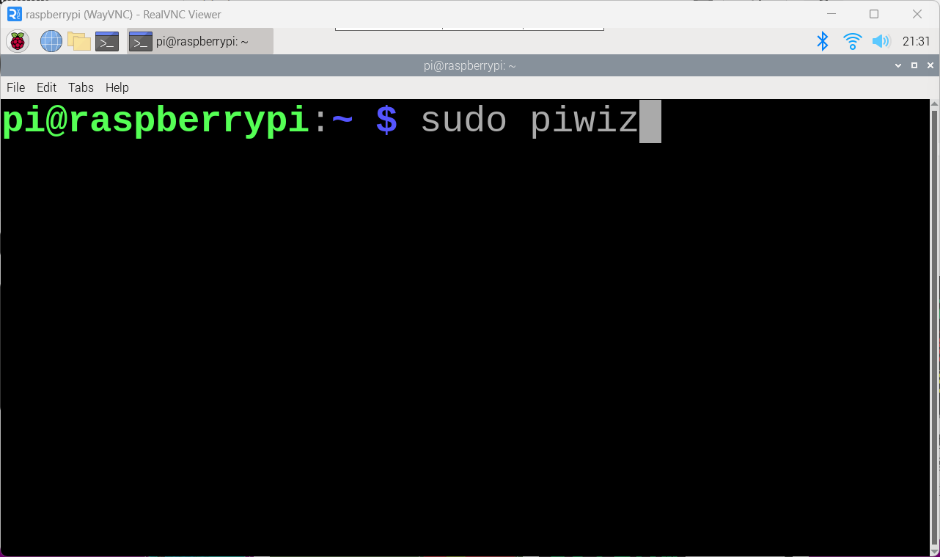 raspberrypi (WayVNC) - RealVNC Viewer
>_ >_ pi@raspberrypi: ~ 21:31
pi@raspberrypi: ~
File Edit Tabs Help
pi@raspberrypi:~ $ sudo piwiz